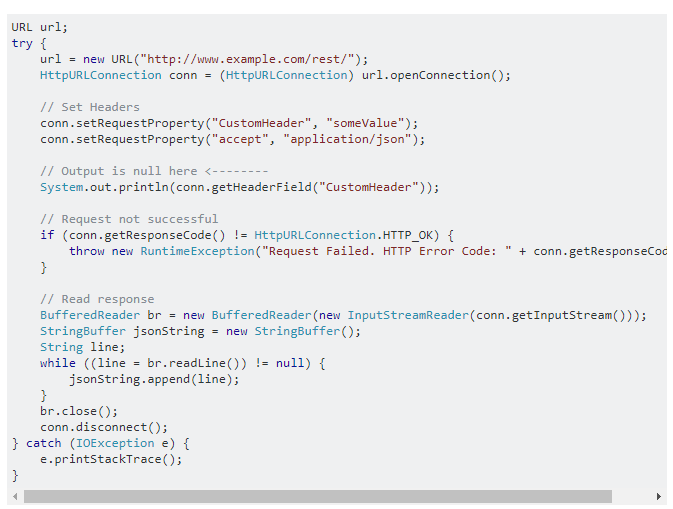 URL url;
try {
    url = new URL("http://www.example.com/rest/");
    HttpURLConnection conn = (HttpURLConnection) url.openConnection();

    // Set Headers
    conn.setRequestProperty("CustomHeader", "someValue");
    conn.setRequestProperty("accept", "application/json");

    // Output is null here <--------
    System.out.println(conn.getHeaderField("CustomHeader"));

    // Request not successful
    if (conn.getResponseCode() != HttpURLConnection.HTTP_OK) {
        throw new RuntimeException("Request Failed. HTTP Error Code: " + conn.getResponseCod
    }

    // Read response
    BufferedReader br = new BufferedReader(new InputStreamReader(conn.getInputStream()));
    StringBuffer jsonString = new StringBuffer();
    String line;
    while ((line = br.readLine()) != null) {
        jsonString.append(line);
    }
    br.close();
    conn.disconnect();
} catch (IOException e) {
    e.printStackTrace();
}